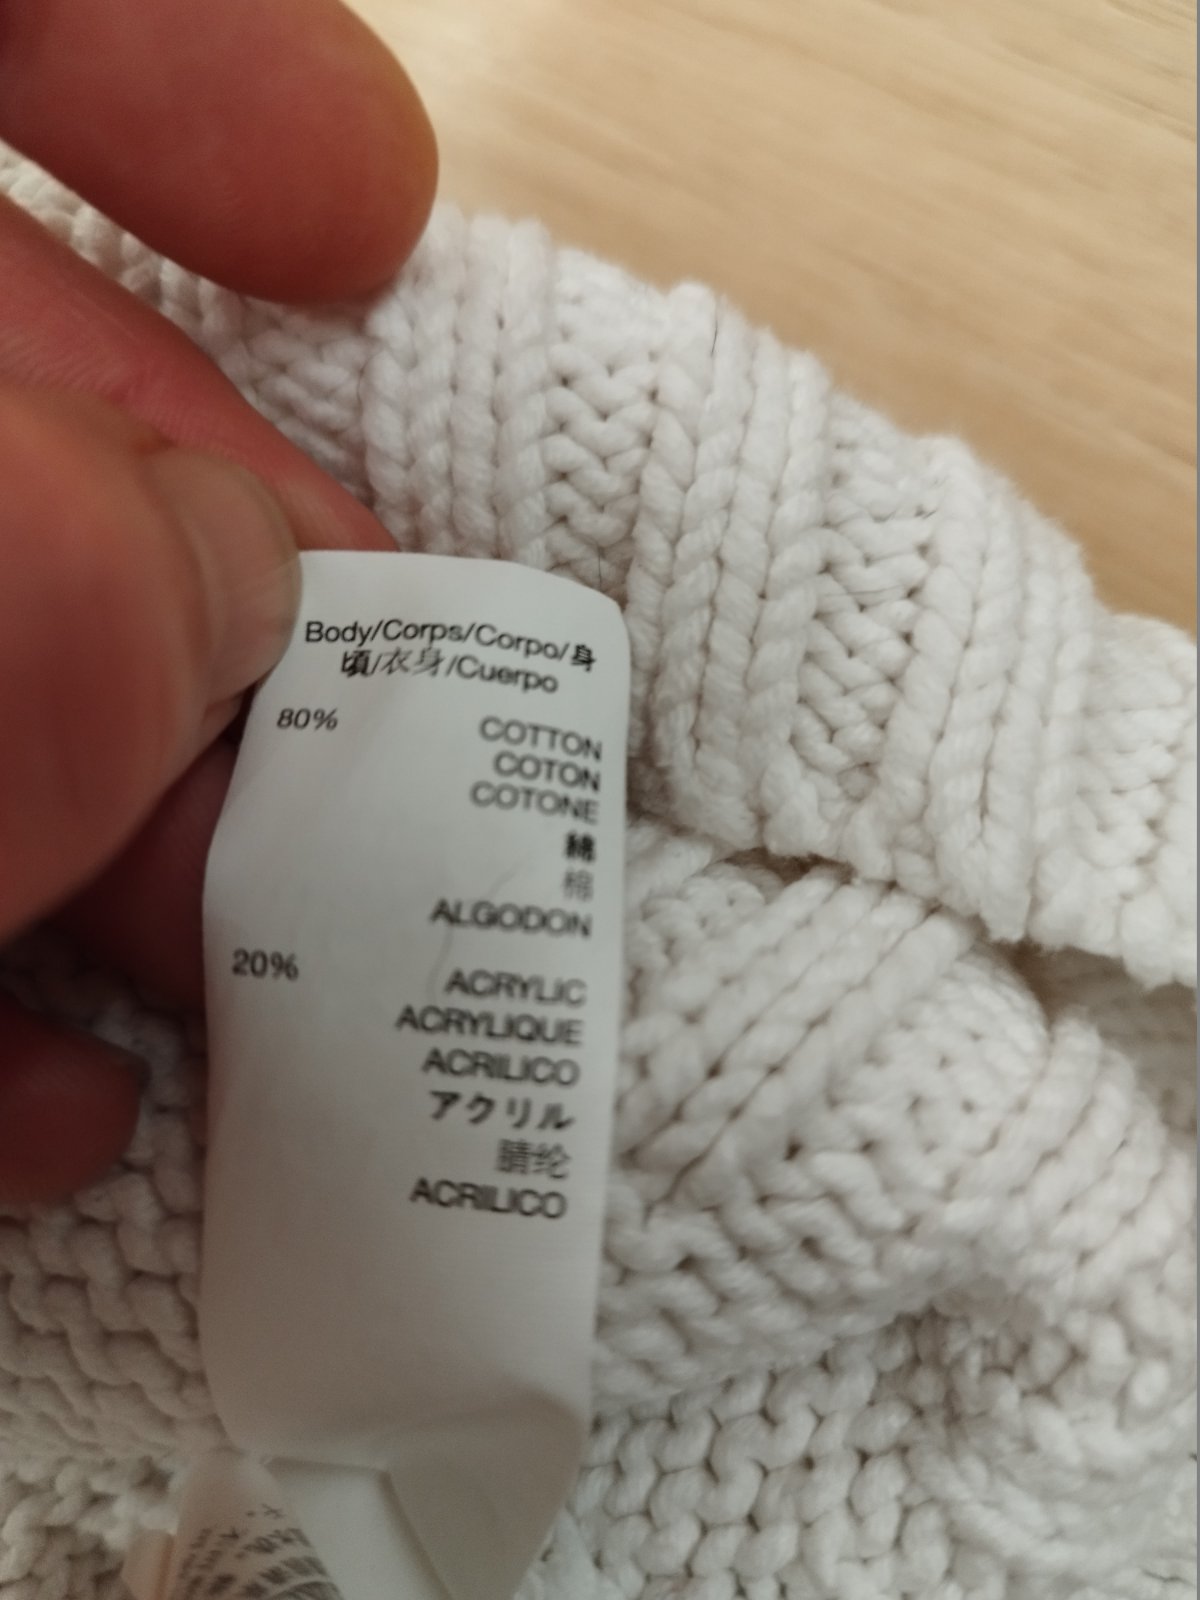 Body/Corps/Corpo/身
頃/衣身/Cuerpo
80% COTTON
COTON
COTONE
綿
棉
ALGODON
20% ACRYLIC
ACRYLIQUE
ACRILICO
アクリル
腈纶
ACRILICO